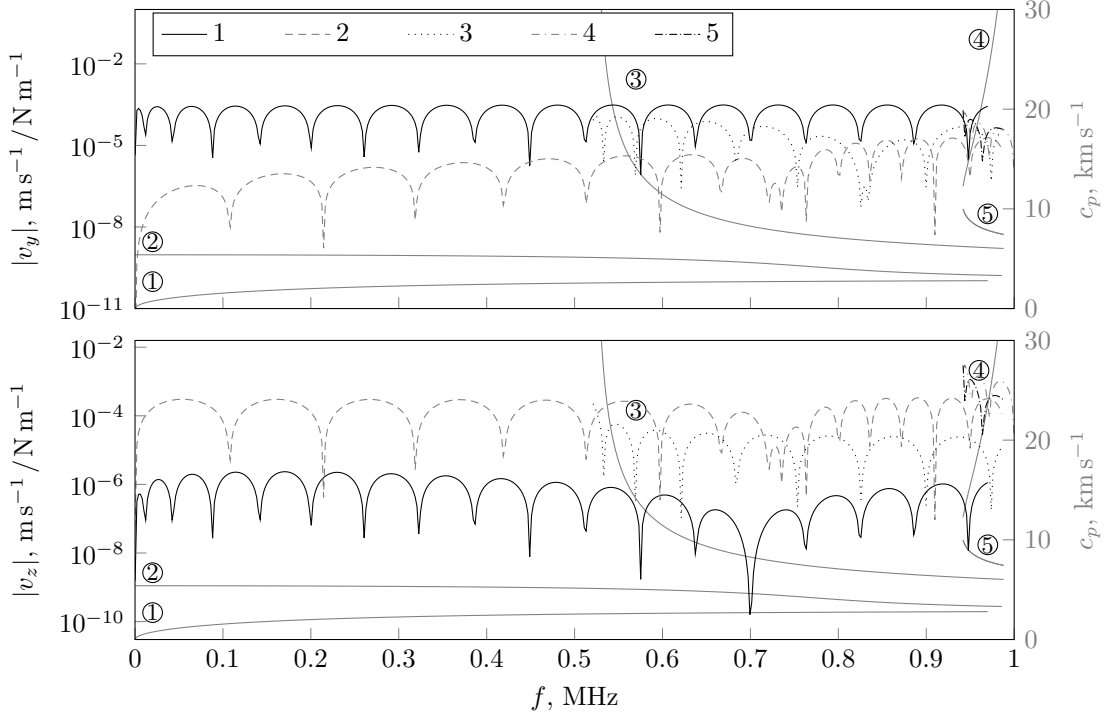 1 2 3 4 5
10⁻² 10⁻⁵ 10⁻⁸ 10⁻¹¹
|v_y|, m s⁻¹ / N m⁻¹
30 20 10 0
c_p, km s⁻¹
④
③
⑤
②
①
10⁻² 10⁻⁴ 10⁻⁶ 10⁻⁸ 10⁻¹⁰
|v_z|, m s⁻¹ / N m⁻¹
30 20 10 0
c_p, km s⁻¹
④
③
⑤
②
①
0 0.1 0.2 0.3 0.4 0.5 0.6 0.7 0.8 0.9 1
f, MHz